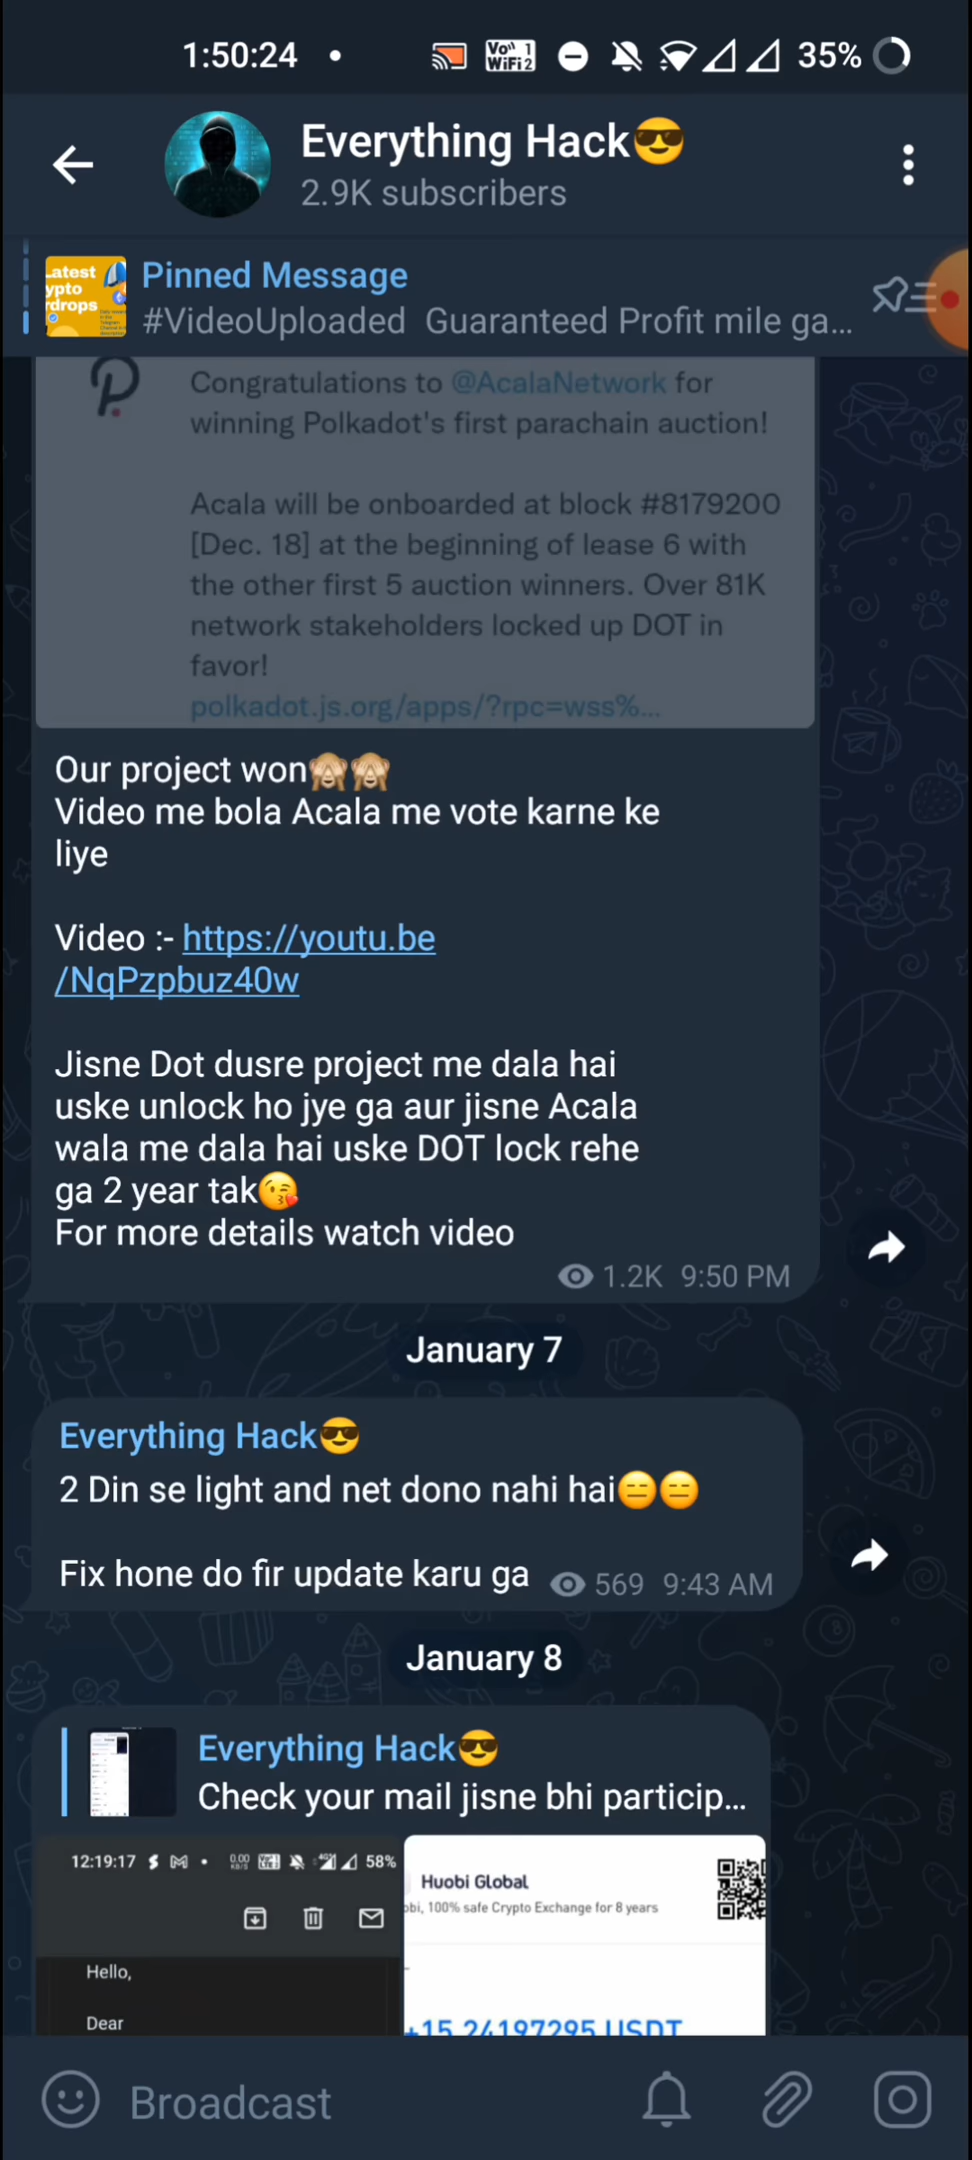 1:50:24
Vo 1
WiFi 2
35%
Everything Hack😎
2.9K subscribers
Latest
Pinned Message
#VideoUploaded Guaranteed Profit mile ga...
Congratulations to @AcalaNetwork for
winning Polkadot's first parachain auction!
Acala will be onboarded at block #8179200
[Dec. 18] at the beginning of lease 6 with
the other first 5 auction winners. Over 81K
network stakeholders locked up DOT in
favor!
polkadot.js.org/apps/?rpc=wss%...
Our project won🙈🙈
Video me bola Acala me vote karne ke
liye
Video :- https://youtu.be
/NqPzpbuz40w
Jisne Dot dusre project me dala hai
uske unlock ho jye ga aur jisne Acala
wala me dala hai uske DOT lock rehe
ga 2 year tak😘
For more details watch video
1.2K 9:50 PM
January 7
Everything Hack😎
2 Din se light and net dono nahi hai😑😑
Fix hone do fir update karu ga 569 9:43 AM
January 8
Everything Hack😎
Check your mail jisne bhi particip...
12:19:17
58%
Huobi Global
obi, 100% safe Crypto Exchange for 8 years
Hello,
Dear
+15.24197295 USDT
Broadcast